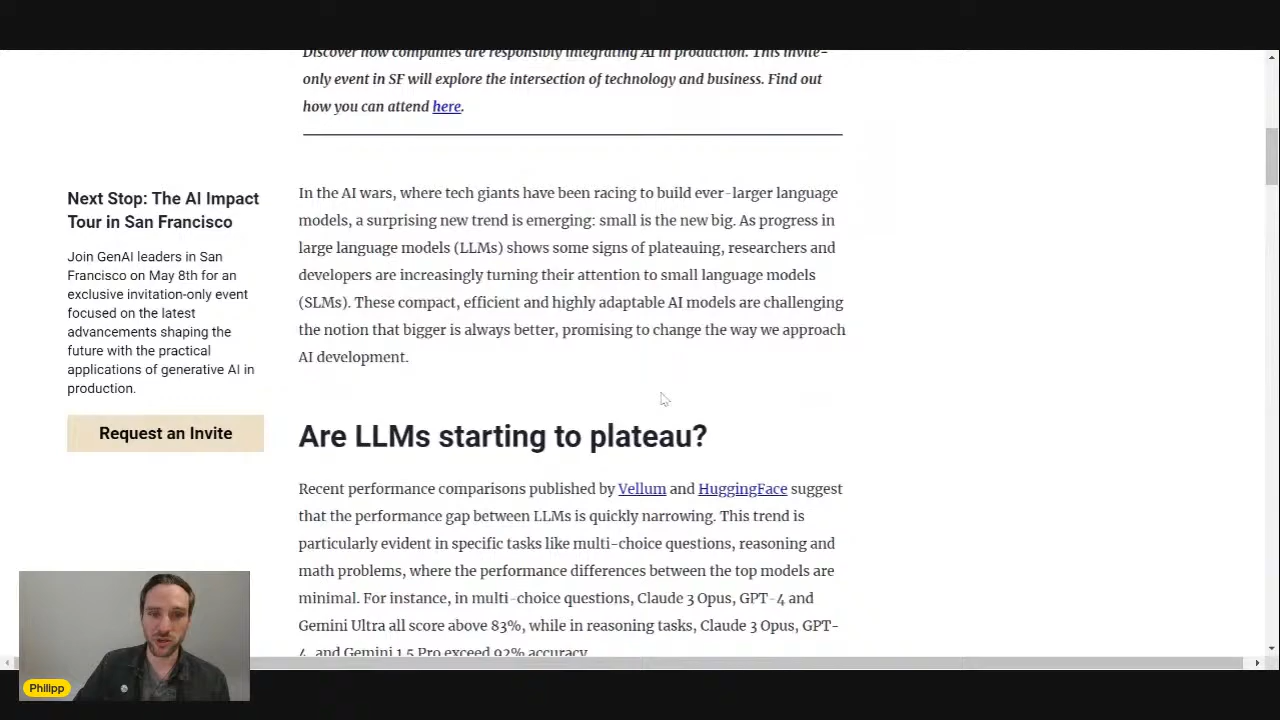 Discover how companies are responsibly integrating AI in production. This invite-
only event in SF will explore the intersection of technology and business. Find out
how you can attend here.
Next Stop: The AI Impact
Tour in San Francisco
Join GenAI leaders in San
Francisco on May 8th for an
exclusive invitation-only event
focused on the latest
advancements shaping the
future with the practical
applications of generative AI in
production.
Request an Invite
In the AI wars, where tech giants have been racing to build ever-larger language
models, a surprising new trend is emerging: small is the new big. As progress in
large language models (LLMs) shows some signs of plateauing, researchers and
developers are increasingly turning their attention to small language models
(SLMs). These compact, efficient and highly adaptable AI models are challenging
the notion that bigger is always better, promising to change the way we approach
AI development.
Are LLMs starting to plateau?
Recent performance comparisons published by Vellum and HuggingFace suggest
that the performance gap between LLMs is quickly narrowing. This trend is
particularly evident in specific tasks like multi-choice questions, reasoning and
math problems, where the performance differences between the top models are
minimal. For instance, in multi-choice questions, Claude 3 Opus, GPT-4 and
Gemini Ultra all score above 83%, while in reasoning tasks, Claude 3 Opus, GPT-
4, and Gemini 1.5 Pro exceed 92% accuracy.
Philipp